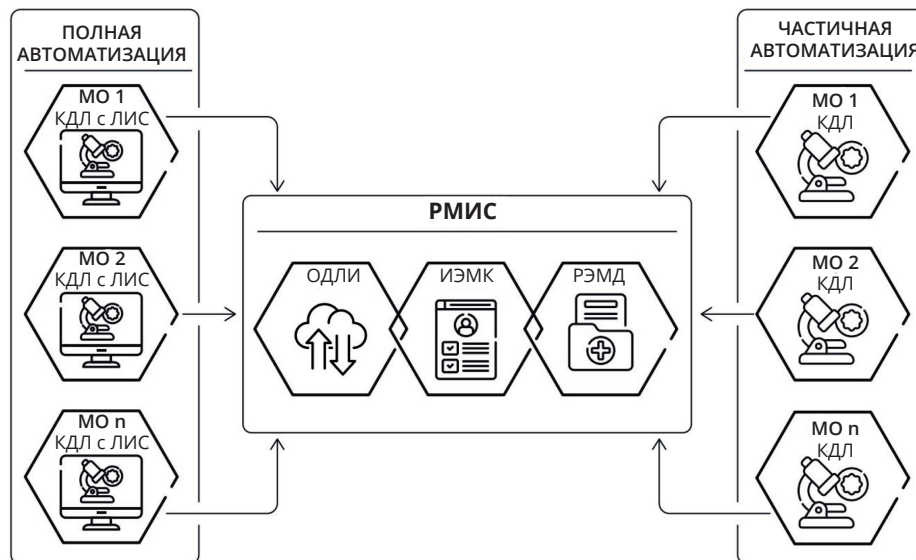 ПОЛНАЯ
АВТОМАТИЗАЦИЯ
МО 1
КДЛ с ЛИС
МО 2
КДЛ с ЛИС
МО n
КДЛ с ЛИС
РМИС
ОДЛИ
ИЭМК
РЭМД
ЧАСТИЧНАЯ
АВТОМАТИЗАЦИЯ
МО 1
КДЛ
МО 2
КДЛ
МО n
КДЛ